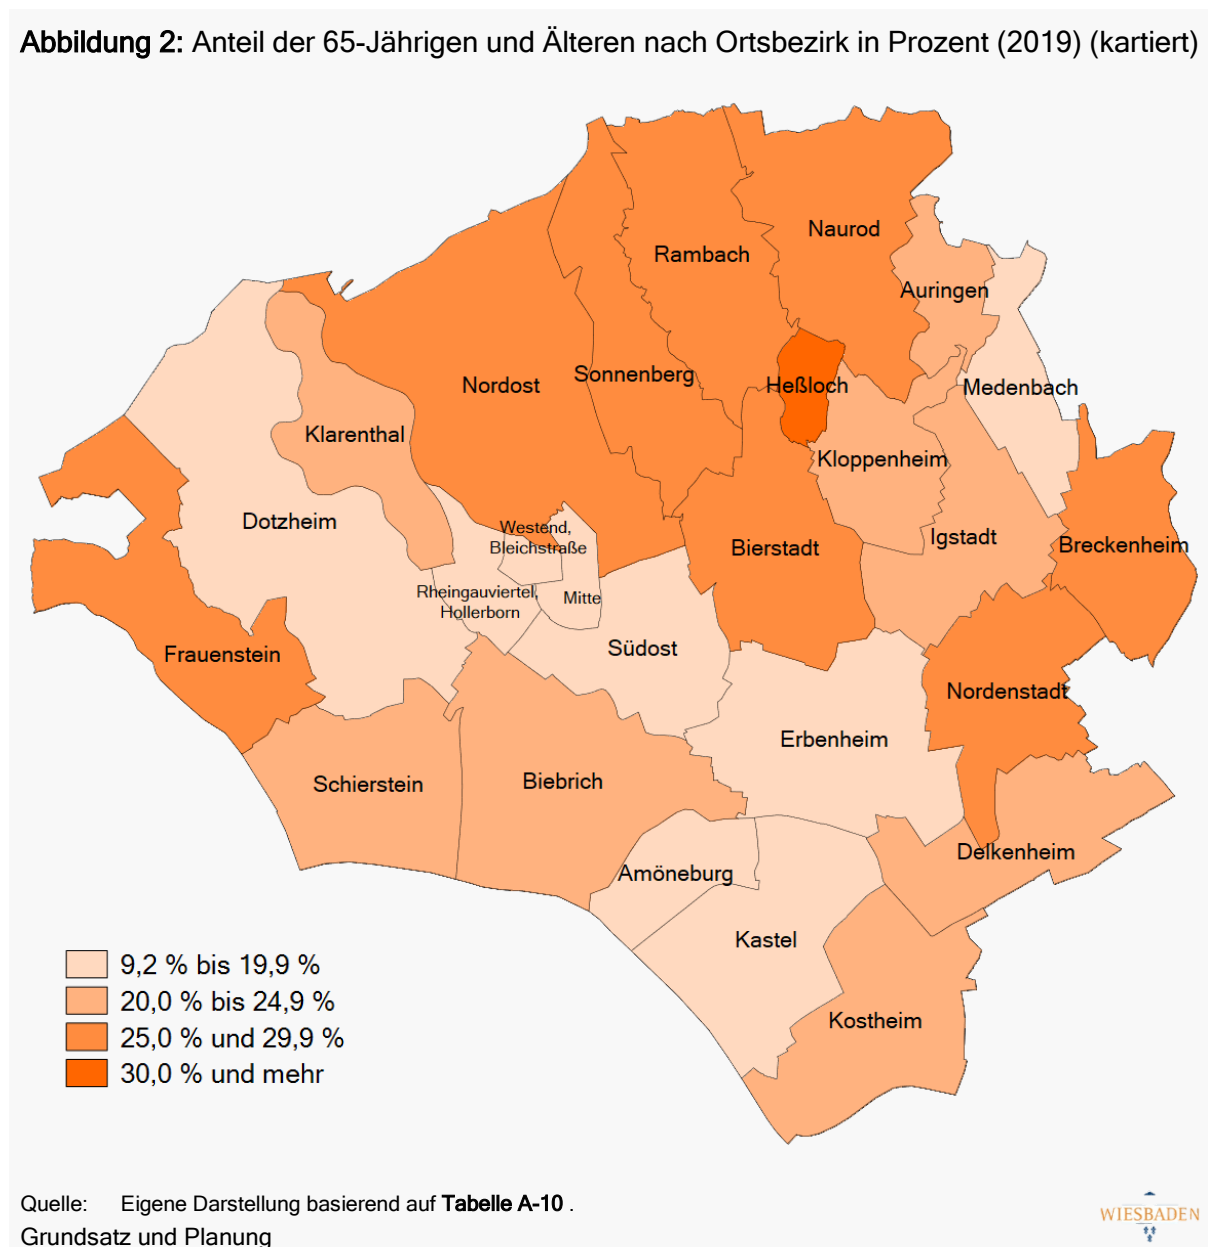 Abbildung 2: Anteil der 65-Jährigen und Älteren nach Ortsbezirk in Prozent (2019) (kartiert)
Naurod
Rambach
Auringen
Sonnenberg
Heßloch
Nordost
Medenbach
Klarenthal
Kloppenheim
Dotzheim
Westend,
Bleichstraße
Bierstadt
Igstadt
Breckenheim
Rheingauviertel,
Hollerborn
Mitte
Südost
Frauenstein
Nordenstadt
Erbenheim
Schierstein
Biebrich
Delkenheim
Amöneburg
Kastel
Kostheim
9,2 % bis 19,9 %
20,0 % bis 24,9 %
25,0 % und 29,9 %
30,0 % und mehr
Quelle: Eigene Darstellung basierend auf Tabelle A-10 .
Grundsatz und Planung
WIESBADEN